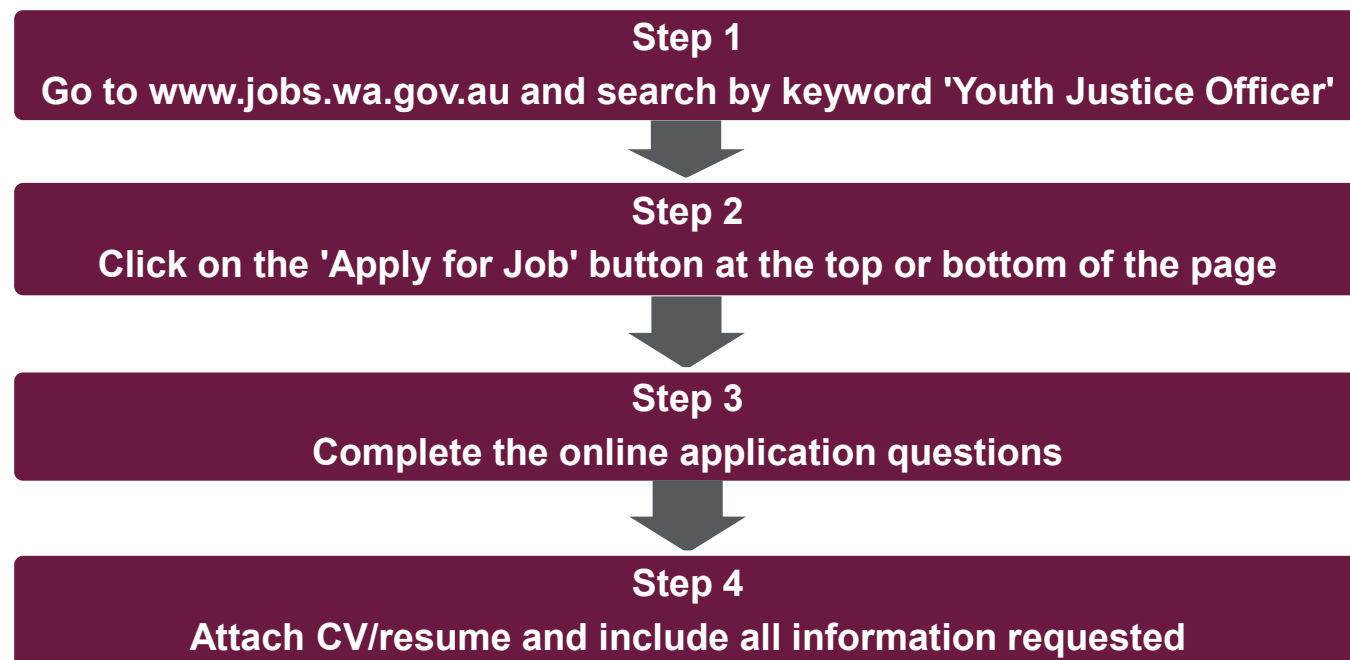 Step 1
Go to www.jobs.wa.gov.au and search by keyword 'Youth Justice Officer'
Step 2
Click on the 'Apply for Job' button at the top or bottom of the page
Step 3
Complete the online application questions
Step 4
Attach CV/resume and include all information requested